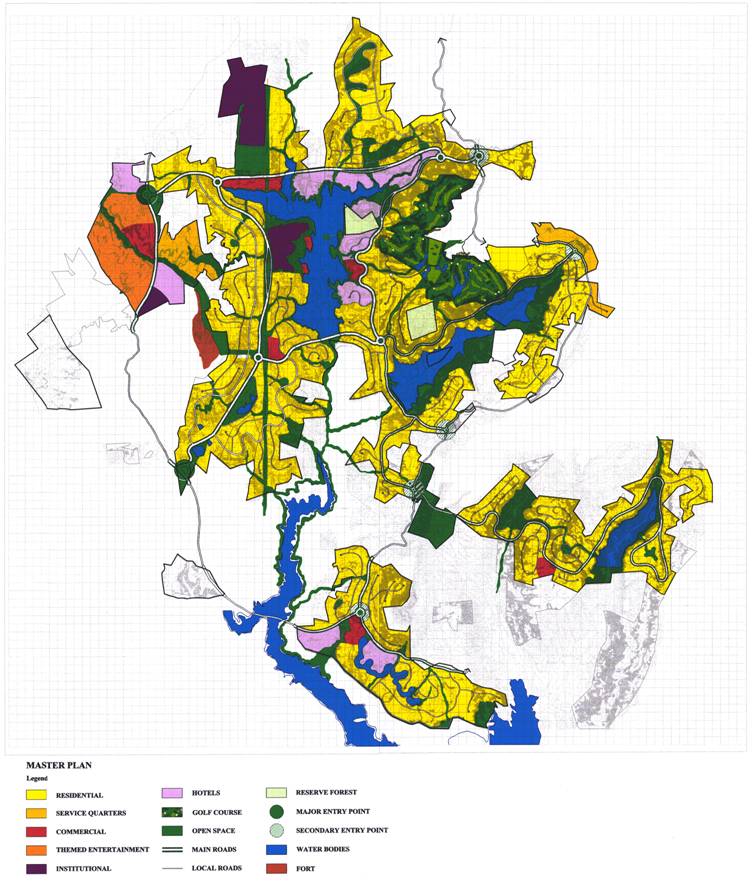 MASTER PLAN
Legend
RESIDENTIAL
SERVICE QUARTERS
COMMERCIAL
THEMED ENTERTAINMENT
INSTITUTIONAL
HOTELS
GOLF COURSE
OPEN SPACE
MAIN ROADS
LOCAL ROADS
RESERVE FOREST
MAJOR ENTRY POINT
SECONDARY ENTRY POINT
WATER BODIES
FORT